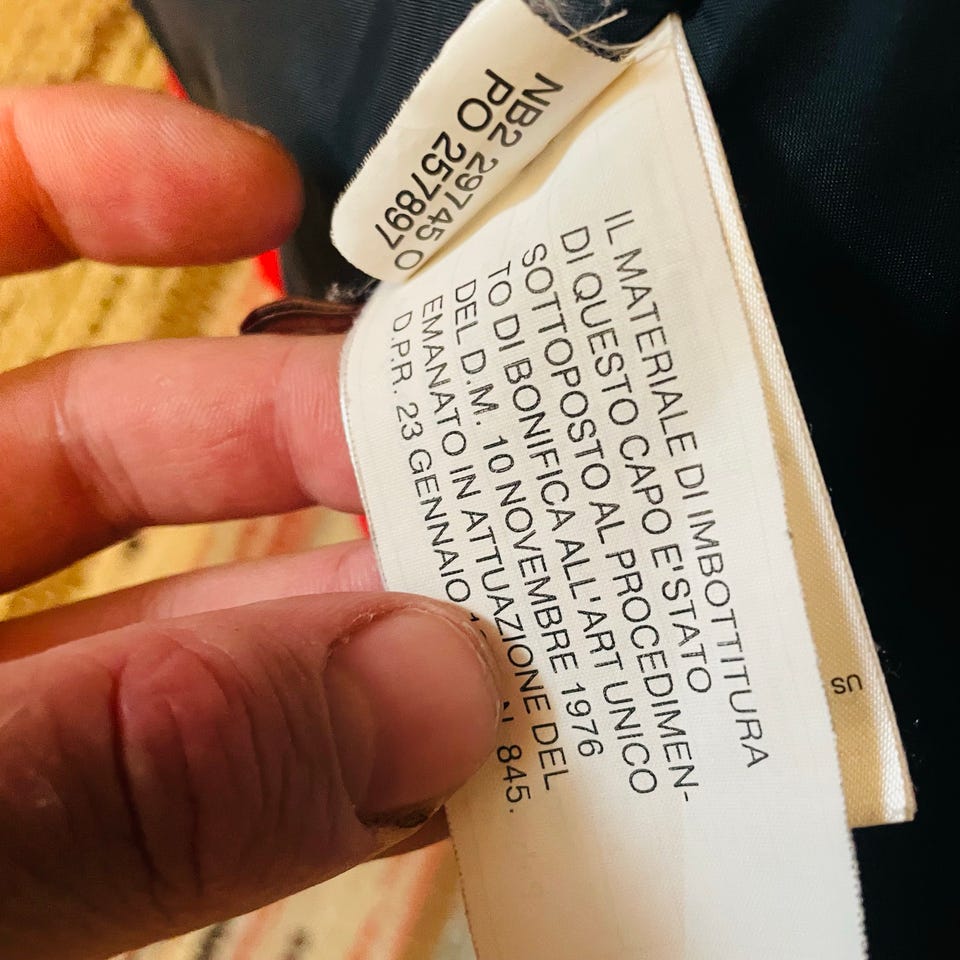 NB2 29745 O
PO 257897
IL MATERIALE DI IMBOTTITURA
DI QUESTO CAPO E'STATO
SOTTOPOSTO AL PROCEDIMEN-
TO DI BONIFICA ALL'ART UNICO
DEL D.M. 10 NOVEMBRE 1976
EMANATO IN ATTUAZIONE DEL
D.P.R. 23 GENNAIO 845.
US